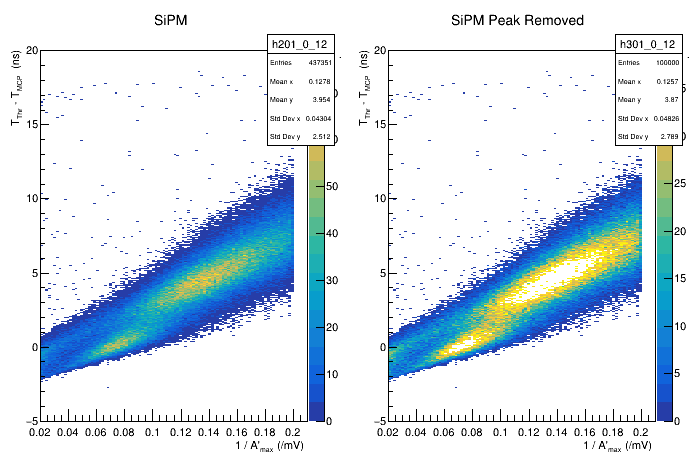 SiPM
SiPM Peak Removed
T_Thr - T_MCP (ns)
20
15
10
5
0
−5
0.02 0.04 0.06 0.08 0.1 0.12 0.14 0.16 0.18 0.2
1 / A'_max (/mV)
h201_0_12
Entries 437351
Mean x 0.1278
Mean y 3.954
Std Dev x 0.04304
Std Dev y 2.512
50
40
30
20
10
0
T_Thr - T_MCP (ns)
20
15
10
5
0
−5
0.02 0.04 0.06 0.08 0.1 0.12 0.14 0.16 0.18 0.2
1 / A'_max (/mV)
h301_0_12
Entries 100000
Mean x 0.1257
Mean y 3.87
Std Dev x 0.04826
Std Dev y 2.789
25
20
15
10
5
0